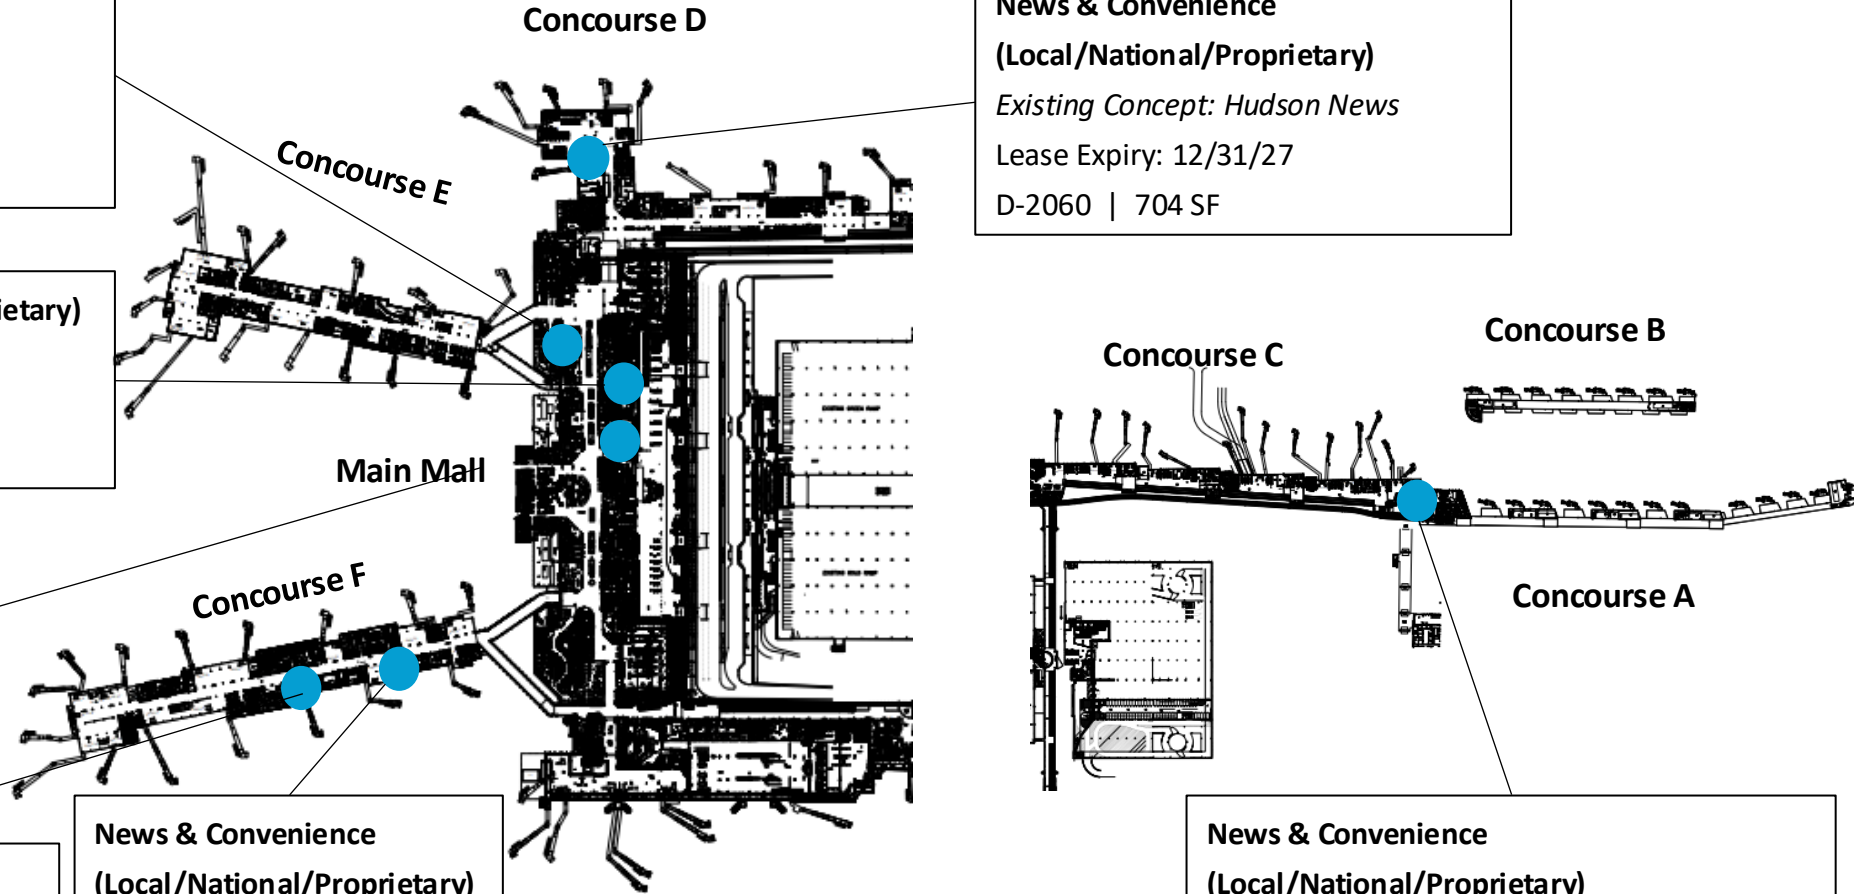 Concourse D
News & Convenience
(Local/National/Proprietary)
Existing Concept: Hudson News
Lease Expiry: 12/31/27
D-2060 | 704 SF
Concourse E
ietary)
Concourse B
Concourse C
Main Mall
Concourse F
Concourse A
News & Convenience
(Local/National/Proprietary)
News & Convenience
(Local/National/Proprietary)